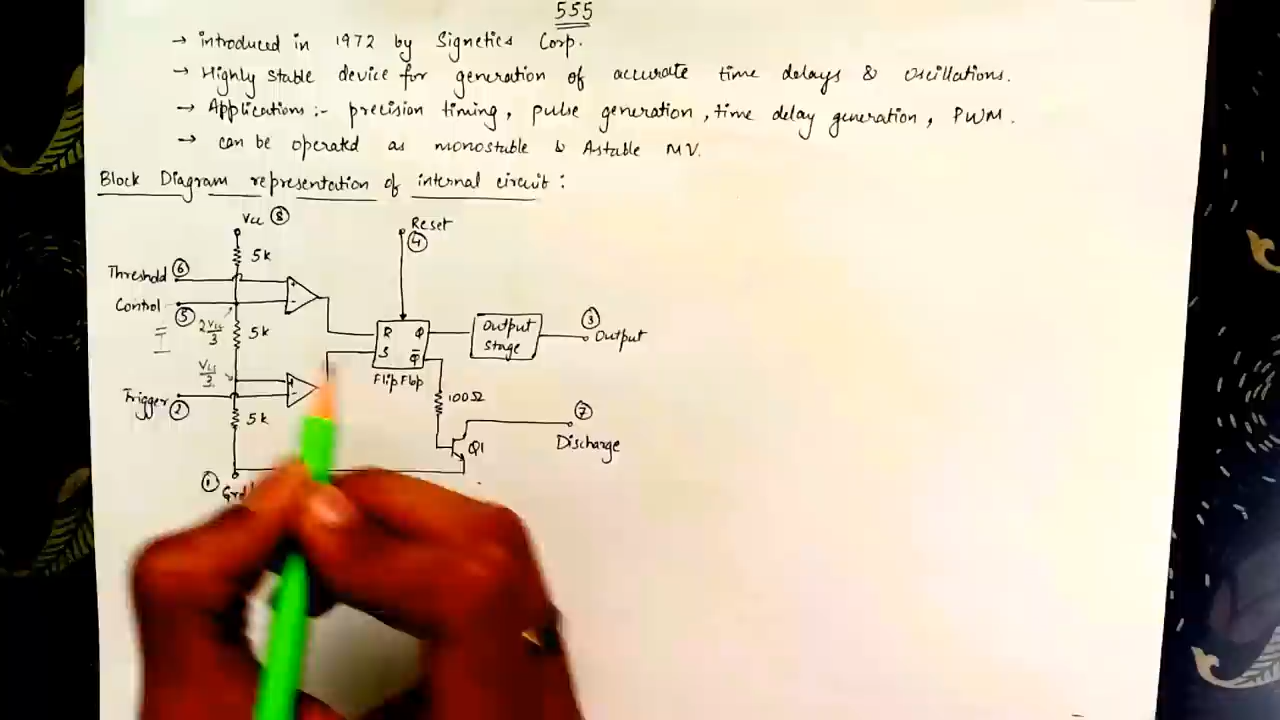 555
→ introduced in 1972 by Signetics Corp.
→ Highly stable device for generation of accurate time delays & oscillations.
→ Applications :- precision timing, pulse generation, time delay generation, PWM.
→ can be operated as monostable & Astable MV.
Block Diagram representation of internal circuit :
Vcc 8
Reset
4
5k
Threshold 6
Control
5
+
-
2Vcc/3
5k
R Q
S Q̅
Flip Flop
Output Stage
3
Output
Vcc/3
+
-
Trigger
2
5k
100Ω
7
Discharge
Q1
1